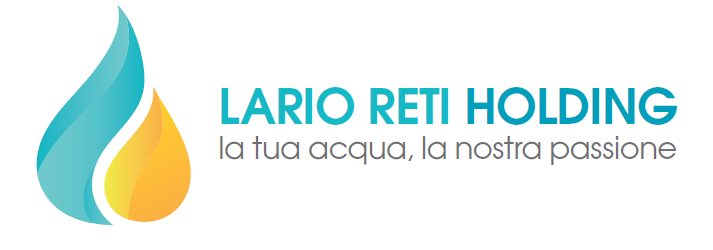 LARIO RETI HOLDING
la tua acqua, la nostra passione